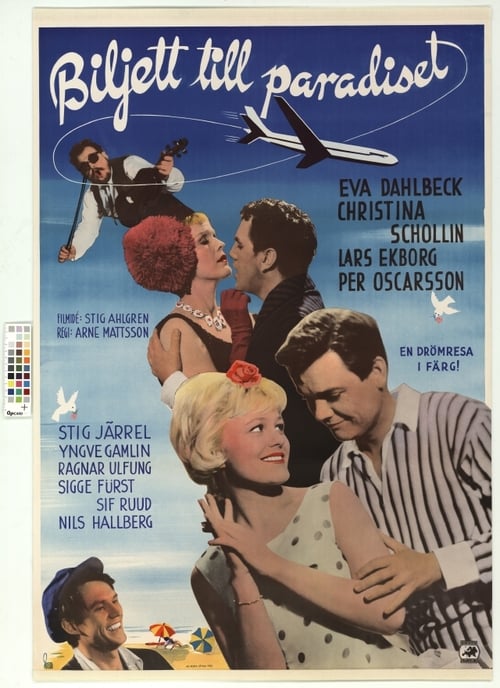 Biljett till paradiset
EVA DAHLBECK
CHRISTINA
SCHOLLIN
LARS EKBORG
PER OSCARSSON
FILMIDÉ: STIG AHLGREN
REGI: ARNE MATTSSON
EN DRÖMRESA
I FÄRG!
STIG JÄRREL
YNGVE GAMLIN
RAGNAR ULFUNG
SIGGE FÜRST
SIF RUUD
NILS HALLBERG